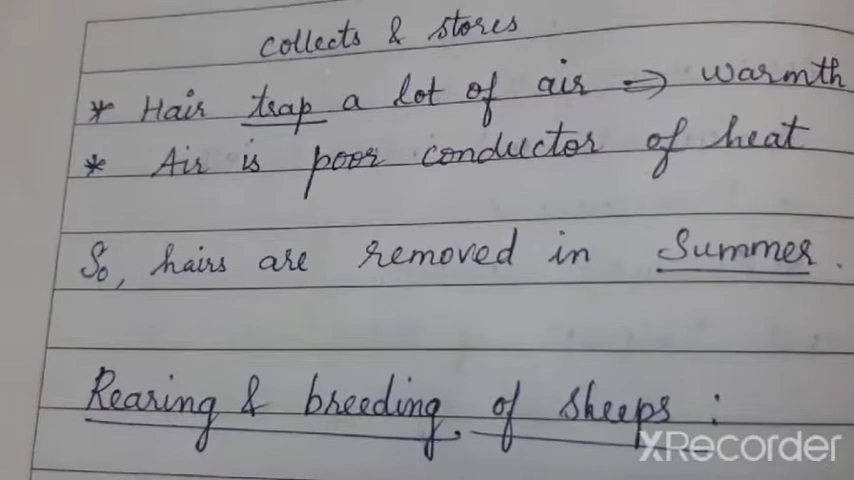 collects & stores
* Hair trap a lot of air => warmth
* Air is poor conductor of heat
So, hairs are removed in Summer.
Rearing & breeding of sheeps :
XRecorder